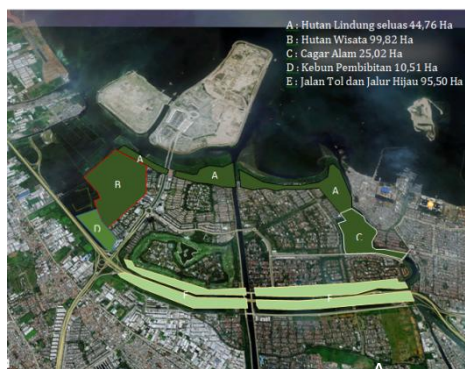 A : Hutan Lindung seluas 44,76 Ha
B : Hutan Wisata 99,82 Ha
C : Cagar Alam 25,02 Ha
D : Kebun Pembibitan 10,51 Ha
E : Jalan Tol dan Jalur Hijau 95,50 Ha
A
A
A
B
D
C
E
A